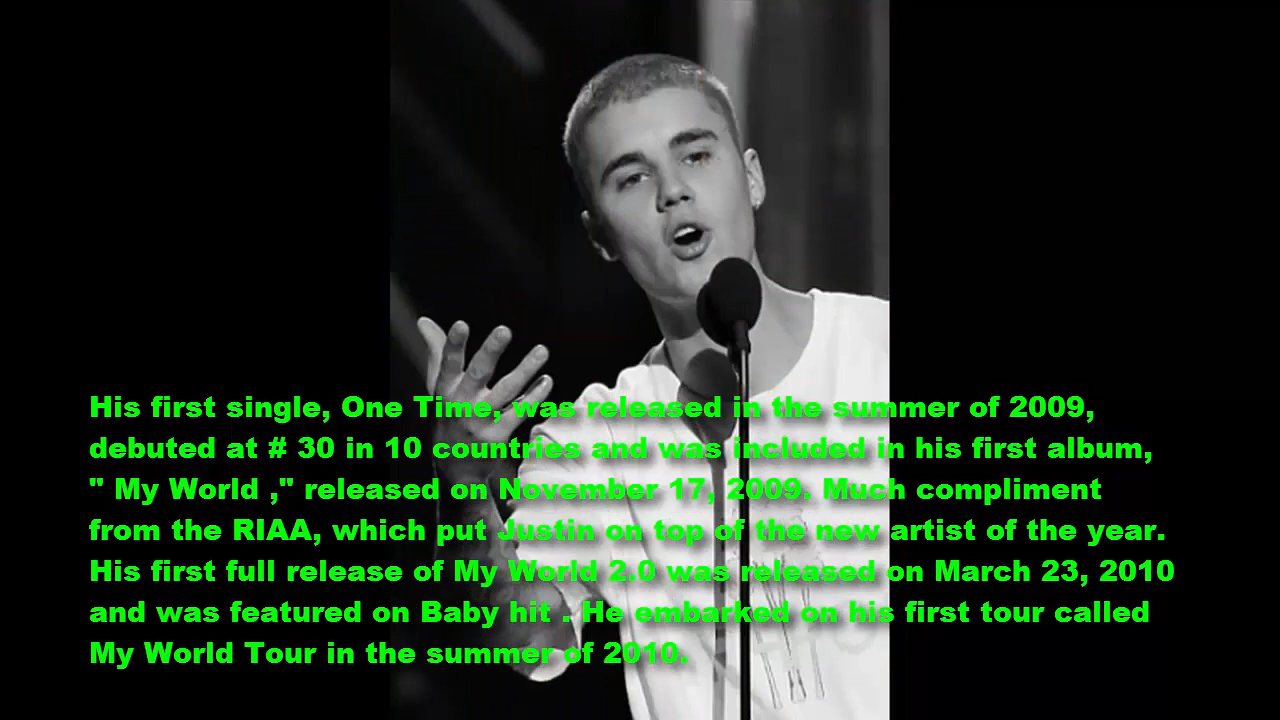 His first single, One Time, was released in the summer of 2009,
debuted at # 30 in 10 countries and was included in his first album,
" My World ," released on November 17, 2009. Much compliment
from the RIAA, which put Justin on top of the new artist of the year.
His first full release of My World 2.0 was released on March 23, 2010
and was featured on Baby hit . He embarked on his first tour called
My World Tour in the summer of 2010.